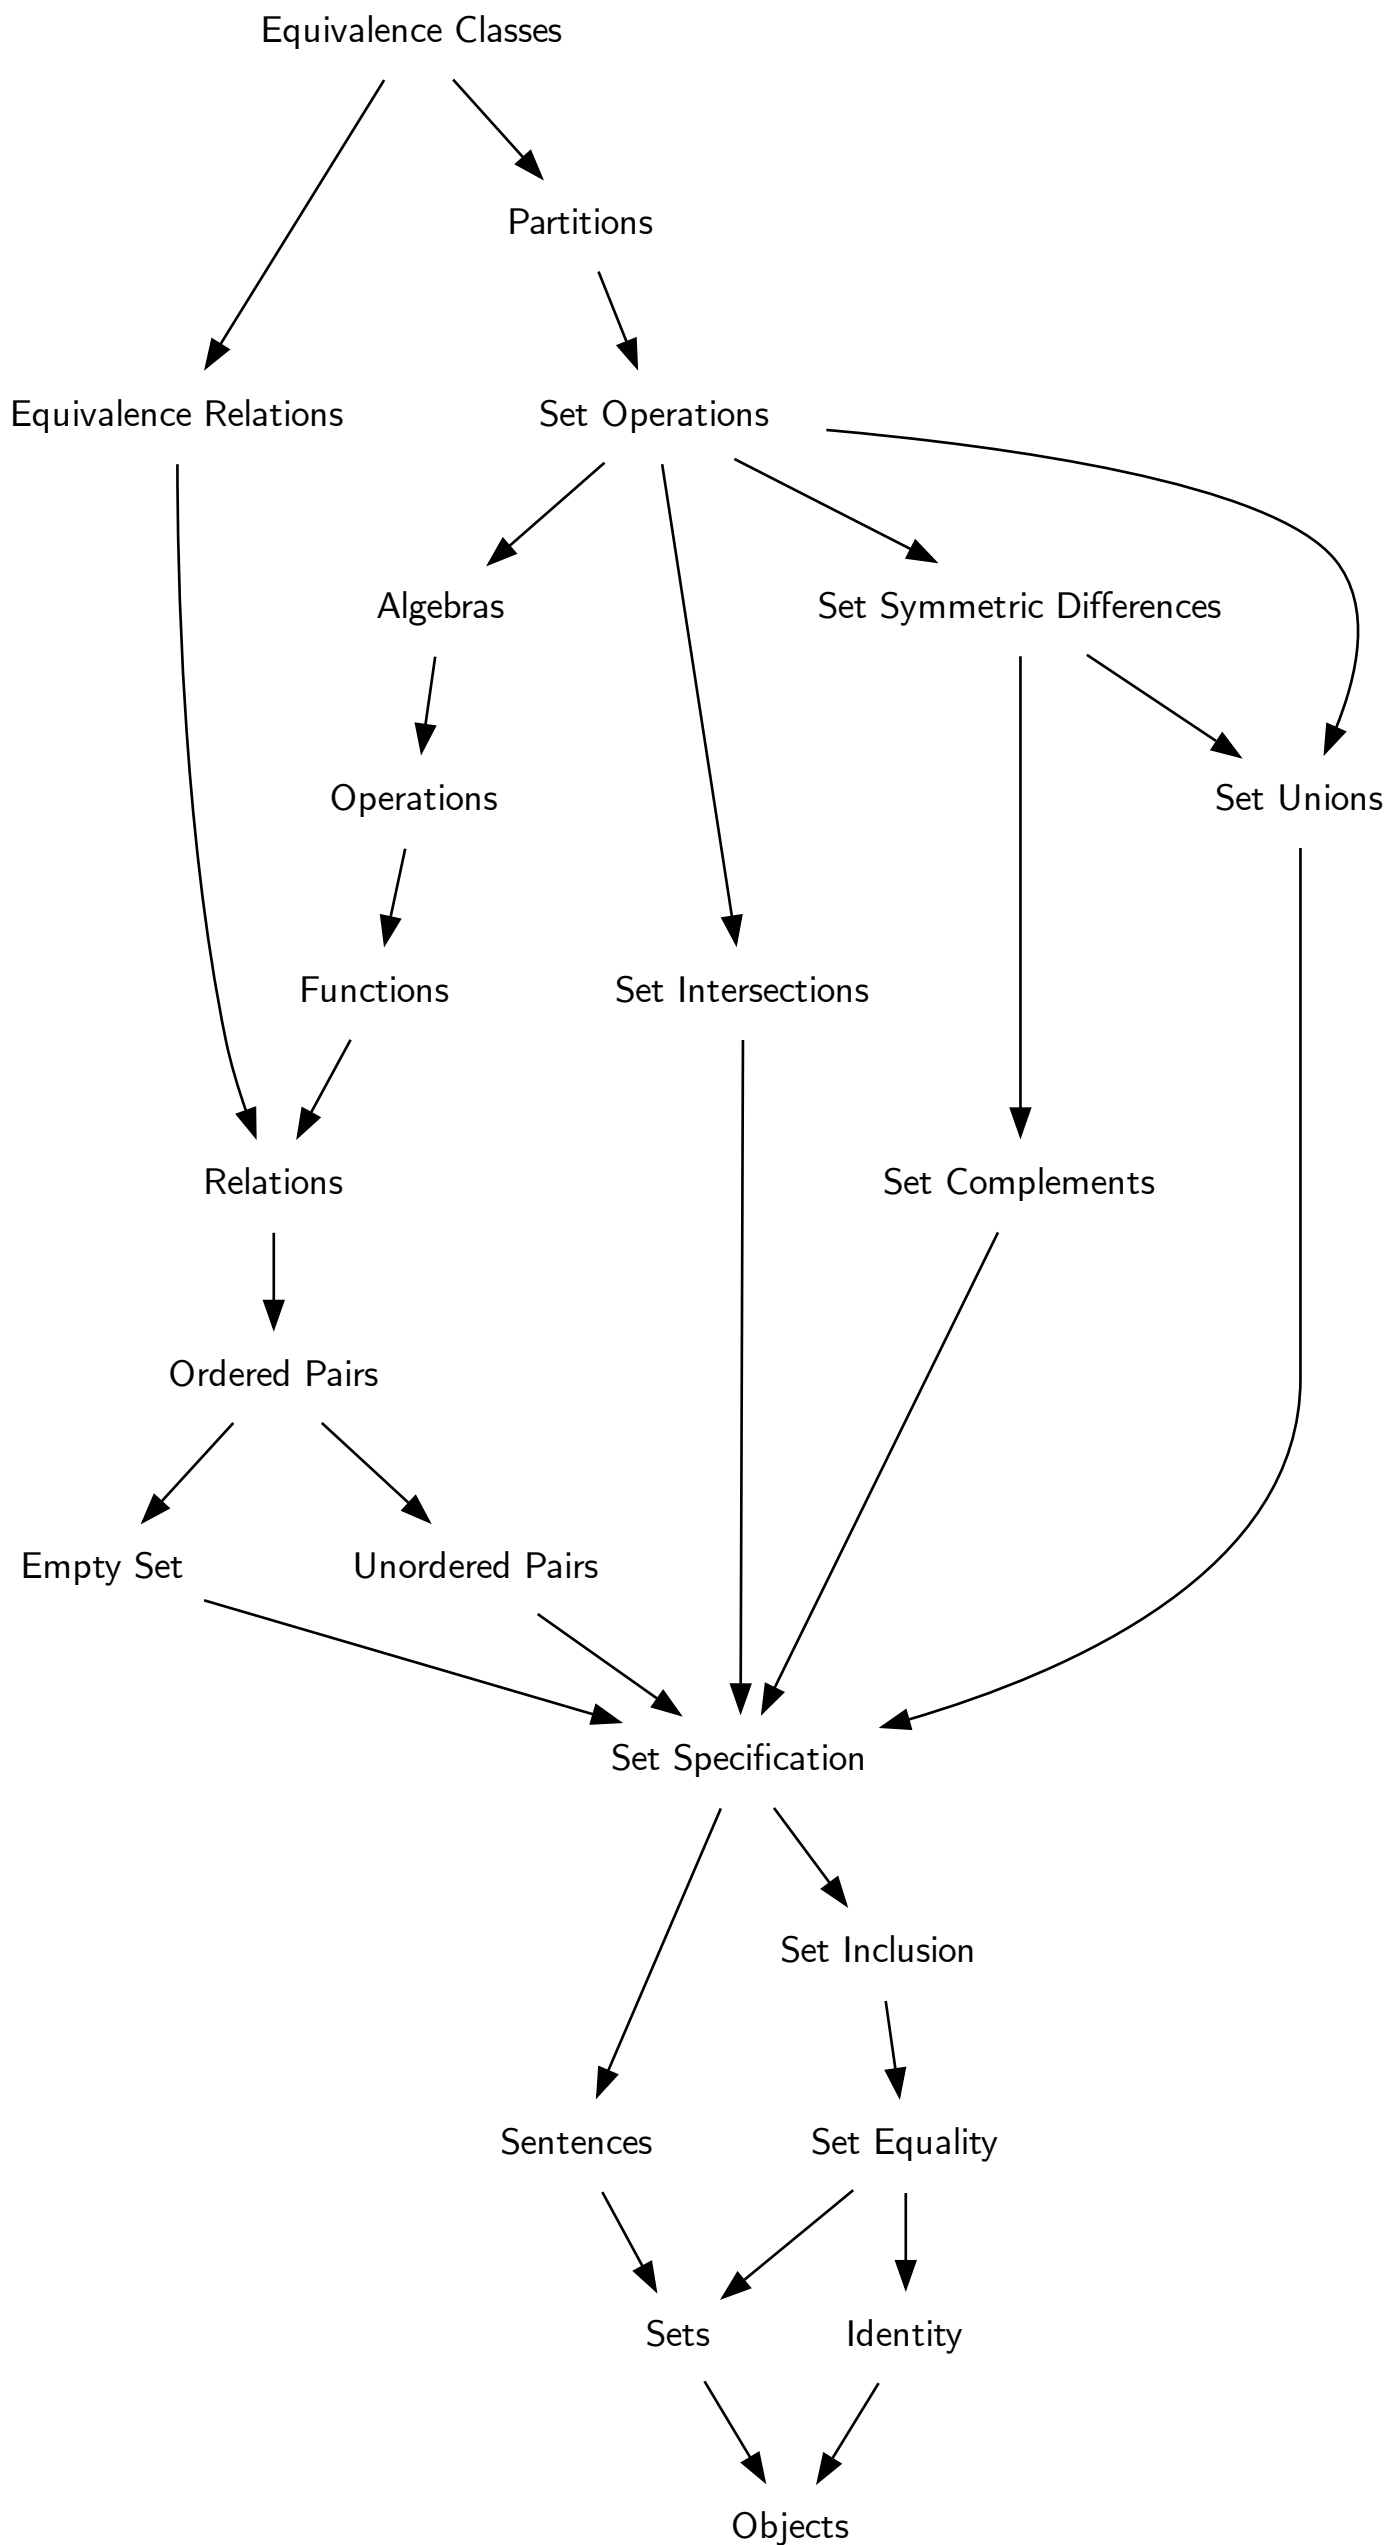 Equivalence Classes
Partitions
Equivalence Relations
Set Operations
Algebras
Set Symmetric Differences
Operations
Set Unions
Functions
Set Intersections
Relations
Set Complements
Ordered Pairs
Empty Set
Unordered Pairs
Set Specification
Set Inclusion
Sentences
Set Equality
Sets
Identity
Objects